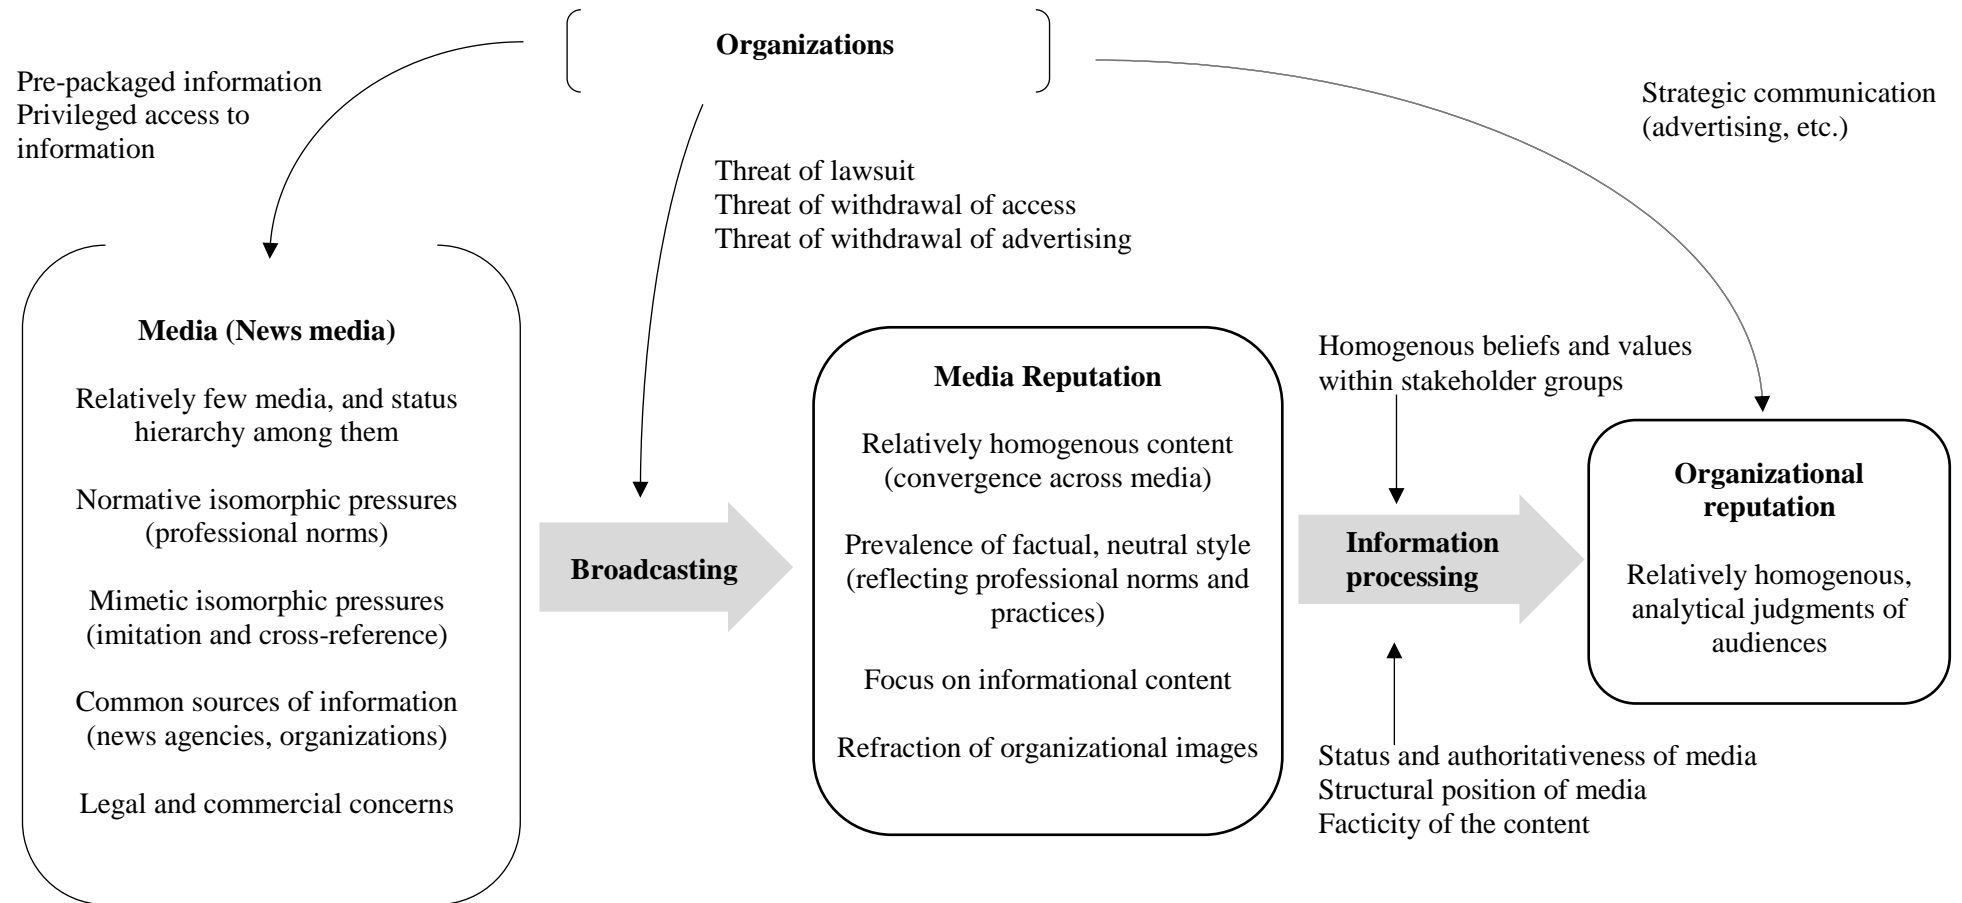 Organizations
Pre-packaged information
Privileged access to
information
Strategic communication
(advertising, etc.)
Threat of lawsuit
Threat of withdrawal of access
Threat of withdrawal of advertising
Media (News media)
Relatively few media, and status
hierarchy among them
Normative isomorphic pressures
(professional norms)
Mimetic isomorphic pressures
(imitation and cross-reference)
Common sources of information
(news agencies, organizations)
Legal and commercial concerns
Broadcasting
Media Reputation
Relatively homogenous content
(convergence across media)
Prevalence of factual, neutral style
(reflecting professional norms and
practices)
Focus on informational content
Refraction of organizational images
Homogenous beliefs and values
within stakeholder groups
Information
processing
Status and authoritativeness of media
Structural position of media
Facticity of the content
Organizational
reputation
Relatively homogenous,
analytical judgments of
audiences